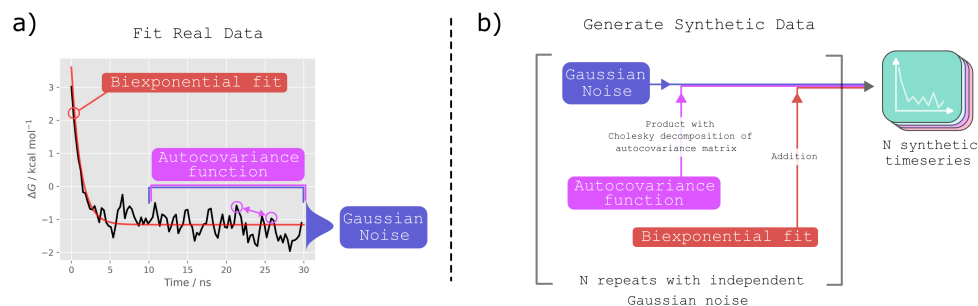 a)
Fit Real Data
Biexponential fit
Autocovariance
function
Gaussian
Noise
ΔG / kcal mol⁻¹
3
2
1
0
−1
−2
0
5
10
15
20
25
30
Time / ns
b)
Generate Synthetic Data
Gaussian
Noise
Product with
Cholesky decomposition of
autocovariance matrix
Addition
Autocovariance
function
Biexponential fit
N repeats with independent
Gaussian noise
N synthetic
timeseries